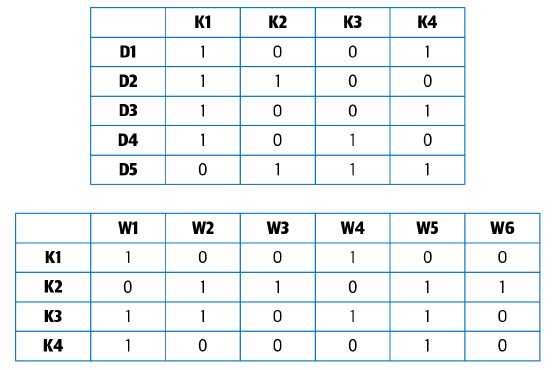 K1 K2 K3 K4
D1 1 0 0 1
D2 1 1 0 0
D3 1 0 0 1
D4 1 0 1 0
D5 0 1 1 1
W1 W2 W3 W4 W5 W6
K1 1 0 0 1 0 0
K2 0 1 1 0 1 1
K3 1 1 0 1 1 0
K4 1 0 0 0 1 0